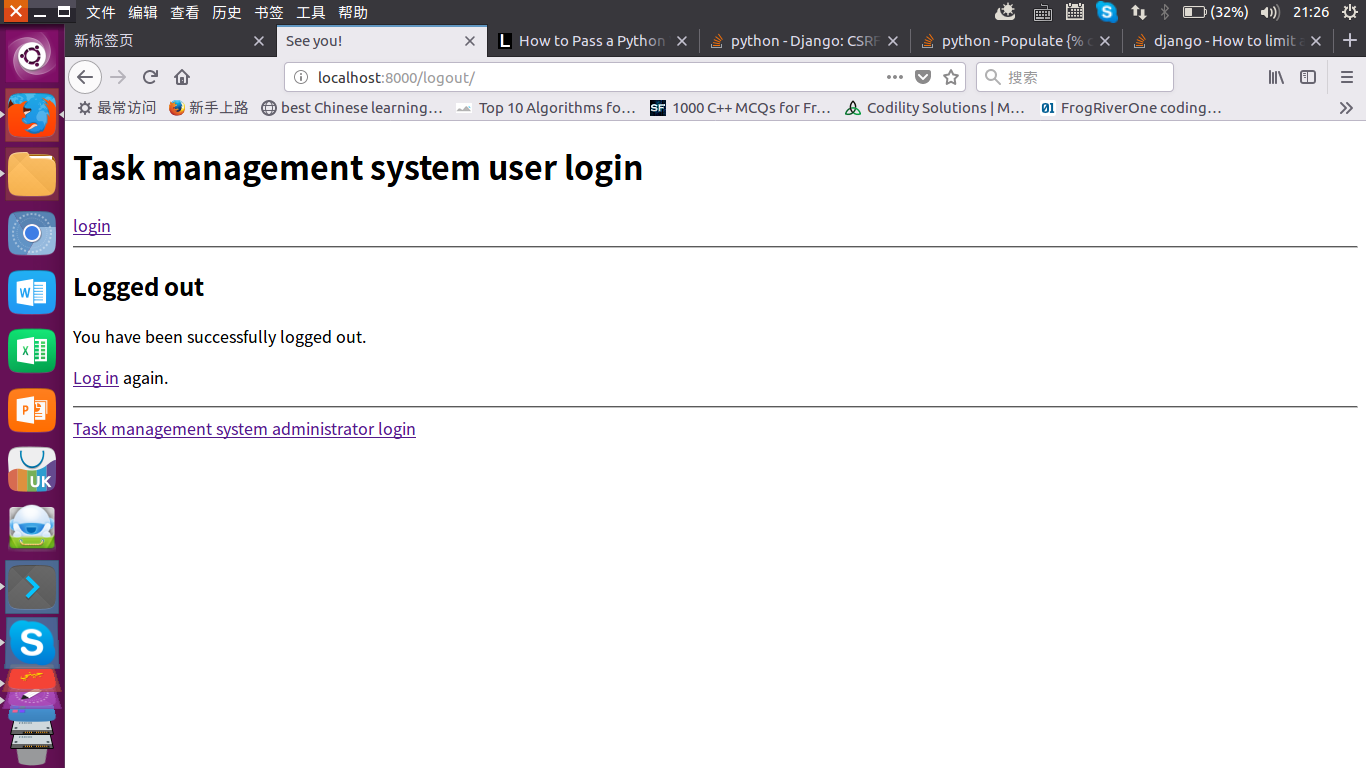 文件 编辑 查看 历史 书签 工具 帮助 (32%) 21:26
新标签页 See you! How to Pass a Python python - Django: CSRF python - Populate {% django - How to limit
localhost:8000/logout/ 搜索
最常访问 新手上路 best Chinese learning… Top 10 Algorithms fo… SF 1000 C++ MCQs for Fr… Codility Solutions | M… 01 FrogRiverOne coding…
Task management system user login
login
Logged out
You have been successfully logged out.
Log in again.
Task management system administrator login
W
X
P
UK
S